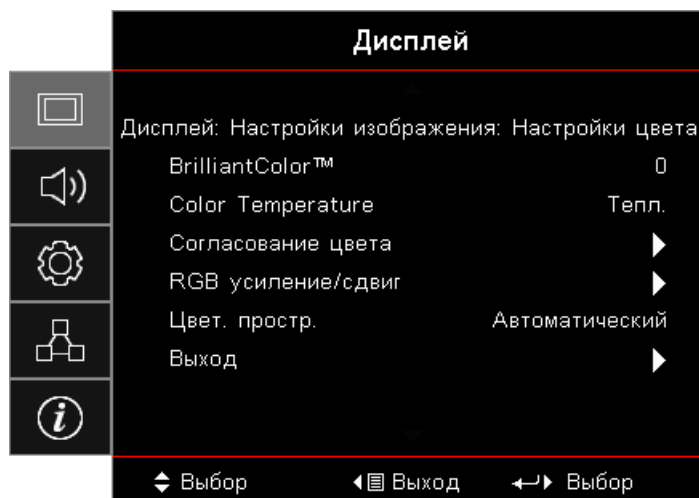 Дисплей
Дисплей: Настройки изображения: Настройки цвета
BrilliantColor™ 0
Color Temperature Тепл.
Согласование цвета
RGB усиление/сдвиг
Цвет. простр. Автоматический
Выход
Выбор Выход Выбор